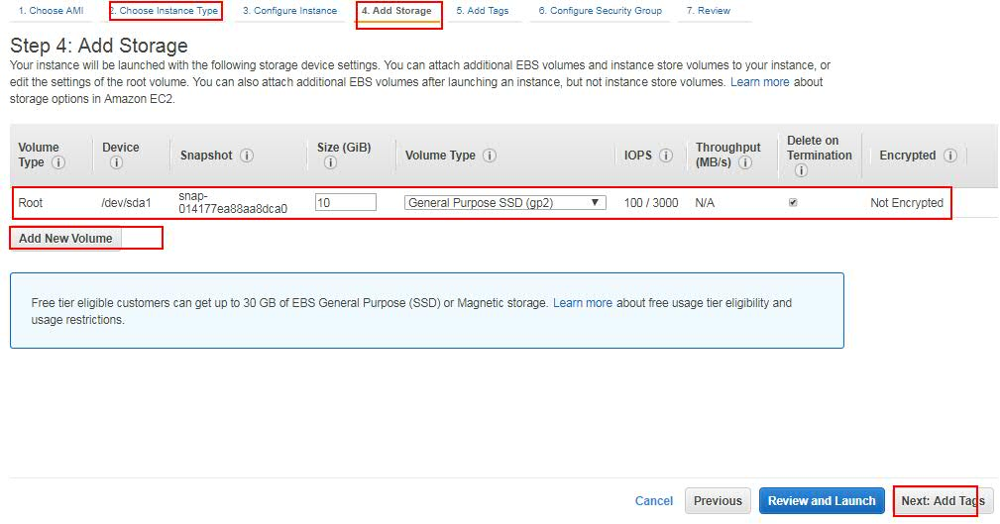 1. Choose AMI 2. Choose Instance Type 3. Configure Instance 4. Add Storage 5. Add Tags 6. Configure Security Group 7. Review
Step 4: Add Storage
Your instance will be launched with the following storage device settings. You can attach additional EBS volumes and instance store volumes to your instance, or
edit the settings of the root volume. You can also attach additional EBS volumes after launching an instance, but not instance store volumes. Learn more about
storage options in Amazon EC2.
Volume Type Device Snapshot Size (GiB) Volume Type IOPS Throughput (MB/s) Delete on Termination Encrypted
Root /dev/sda1 snap-014177ea88aa8dca0 10 General Purpose SSD (gp2) 100 / 3000 N/A Not Encrypted
Add New Volume
Free tier eligible customers can get up to 30 GB of EBS General Purpose (SSD) or Magnetic storage. Learn more about free usage tier eligibility and
usage restrictions.
Cancel Previous Review and Launch Next: Add Tags